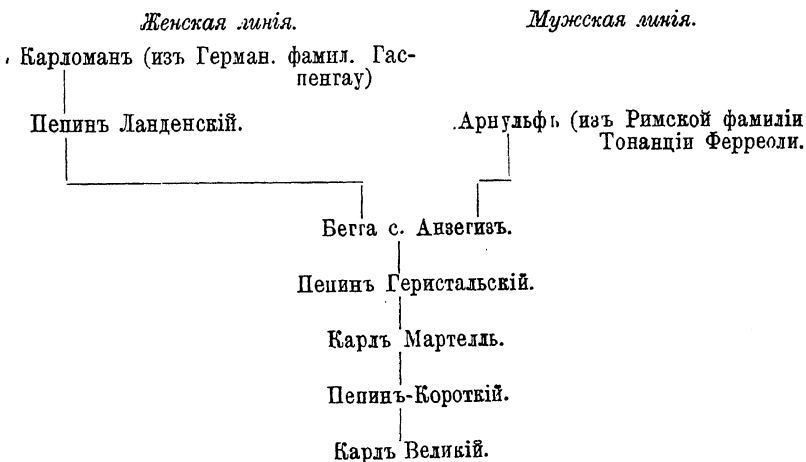 Женская линія.
Мужская линія.
Карломанъ (изъ Герман. фамил. Гас-
пенгау)
Пепинъ Ланденскій.
Арнульфъ (изъ Римской фамиліи
Тонанціи Ферреоли.
Бегга с. Анзегизъ.
Пепинъ Геристальскій.
Карлъ Мартеллъ.
Пепинъ-Короткій.
Карлъ Великій.